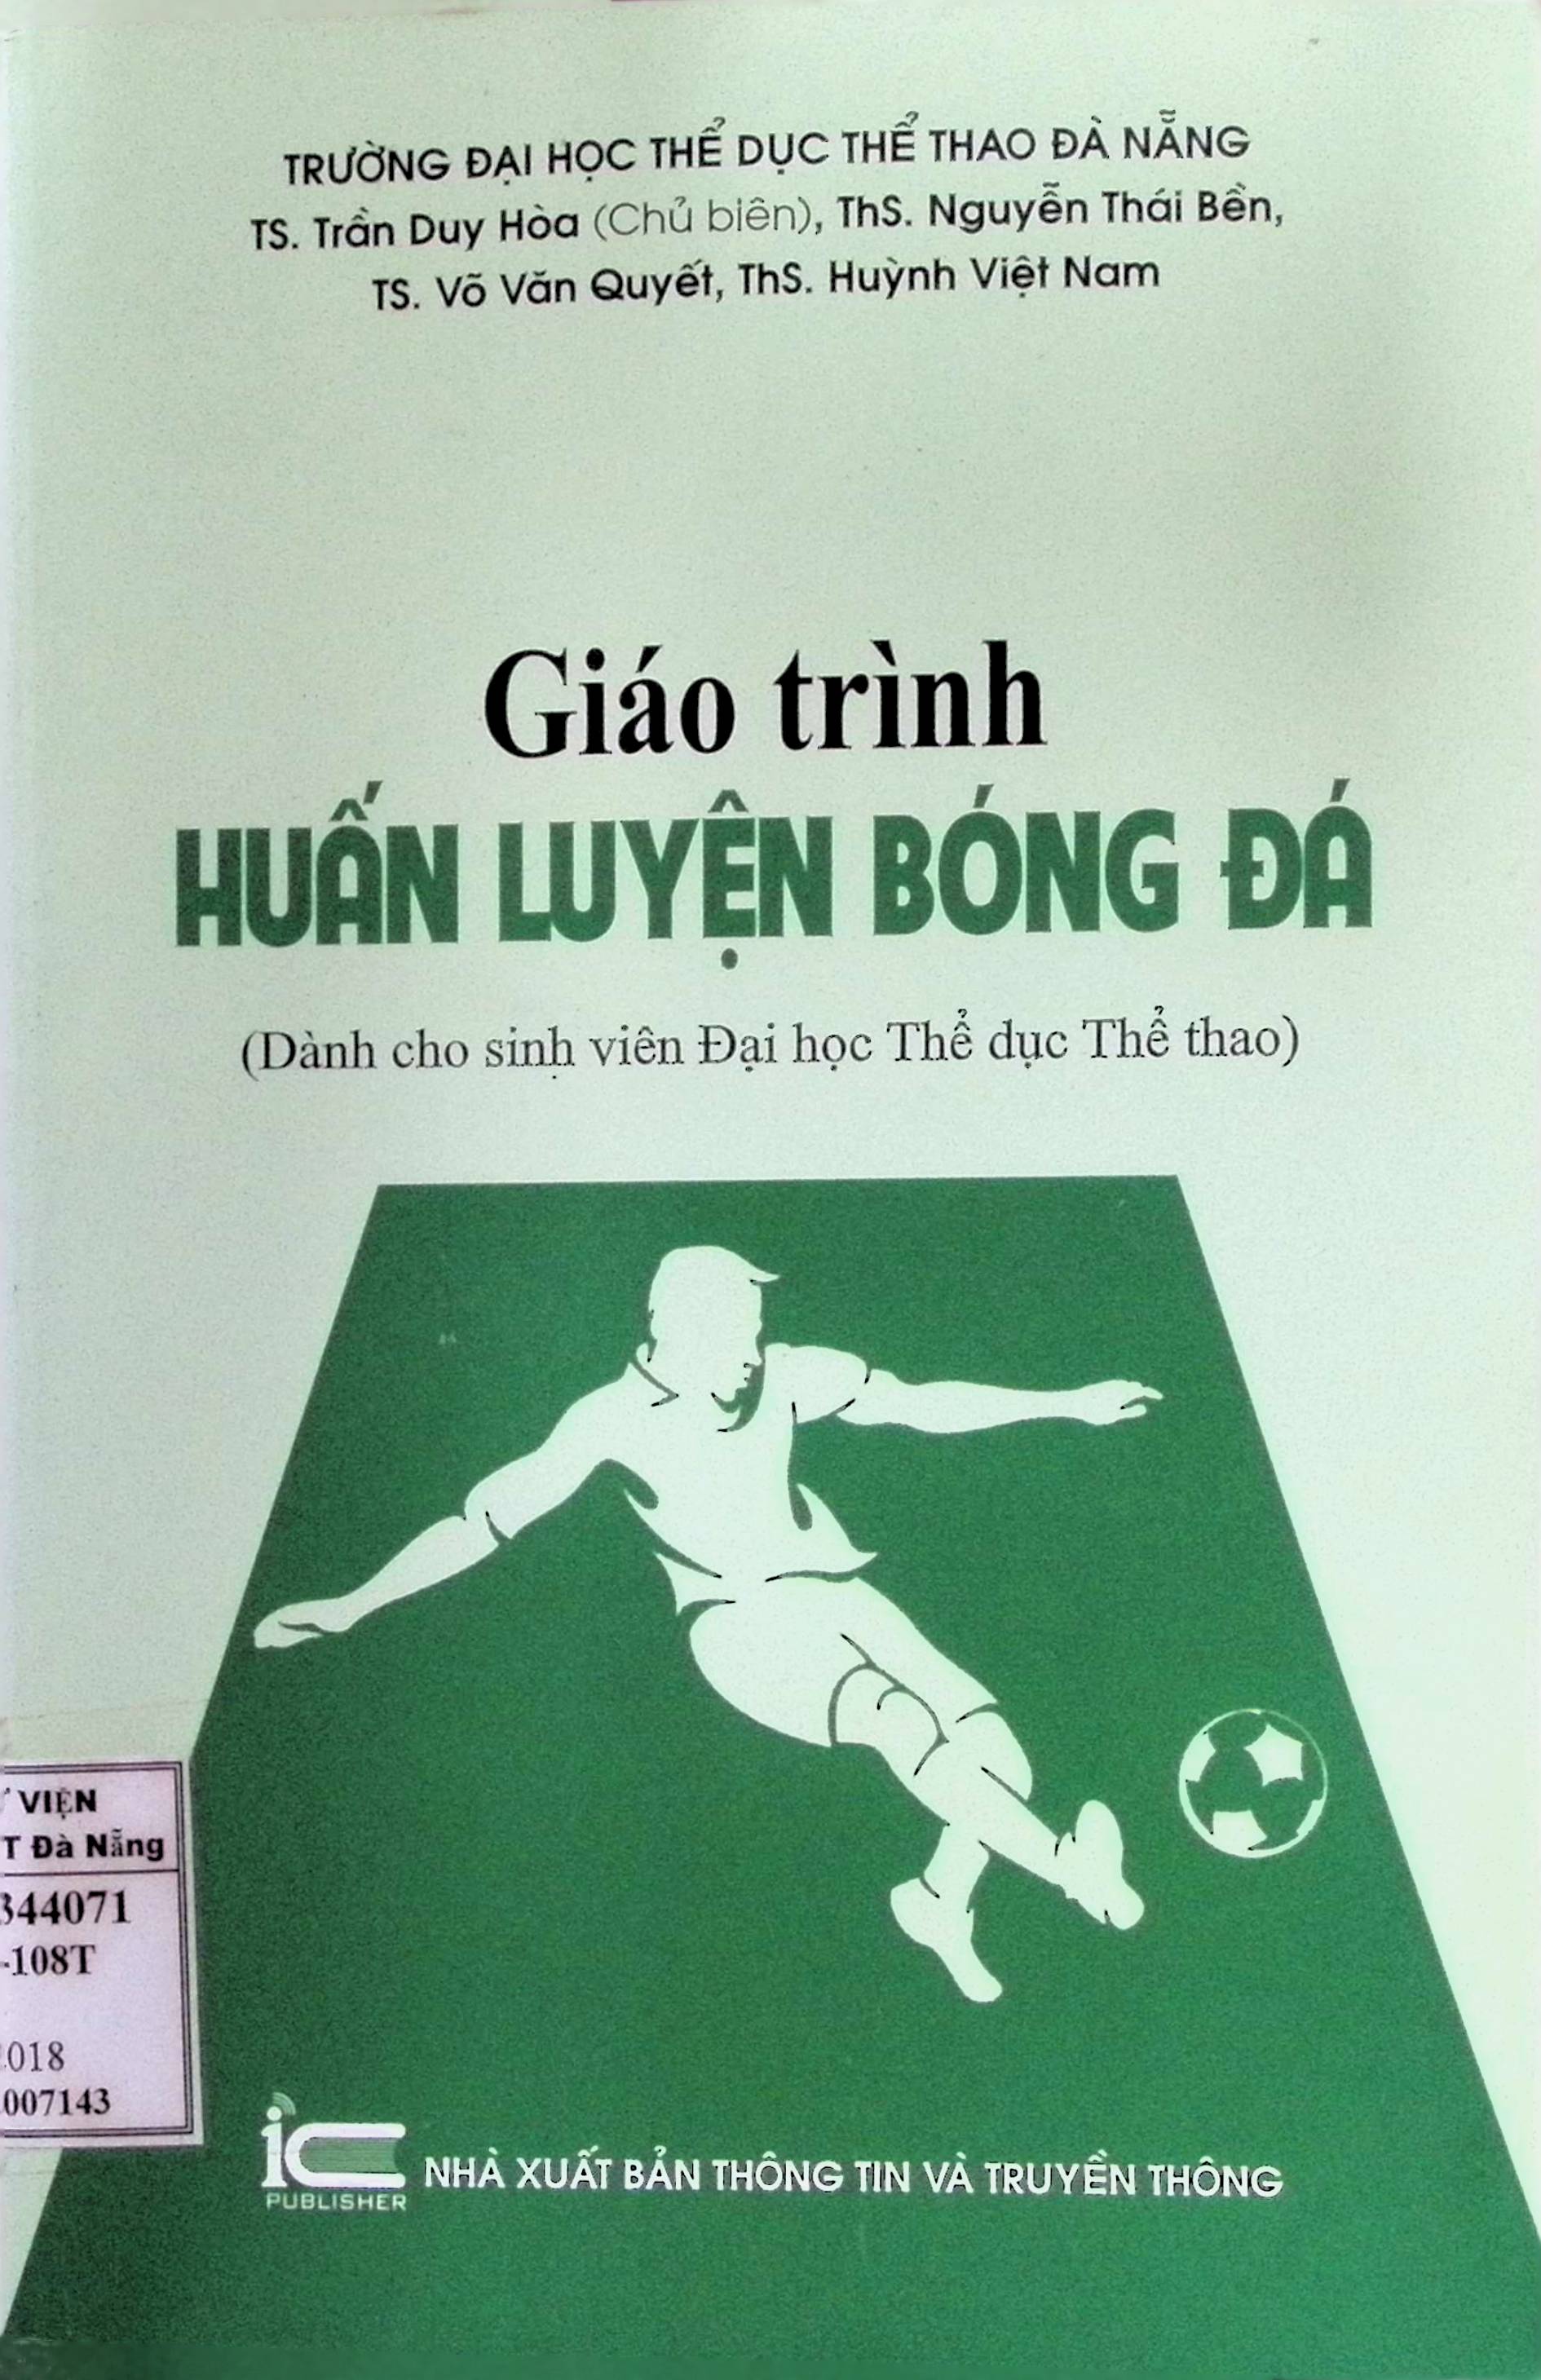 TRƯỜNG ĐẠI HỌC THỂ DỤC THỂ THAO ĐÀ NẴNG
TS. Trần Duy Hòa (Chủ biên), ThS. Nguyễn Thái Bền,
TS. Võ Văn Quyết, ThS. Huỳnh Việt Nam
Giáo trình
HUẤN LUYỆN BÓNG ĐÁ
(Dành cho sinh viên Đại học Thể dục Thể thao)
VIỆN
T Đà Nẵng
344071
-108T
018
007143
iC
PUBLISHER
NHÀ XUẤT BẢN THÔNG TIN VÀ TRUYỀN THÔNG